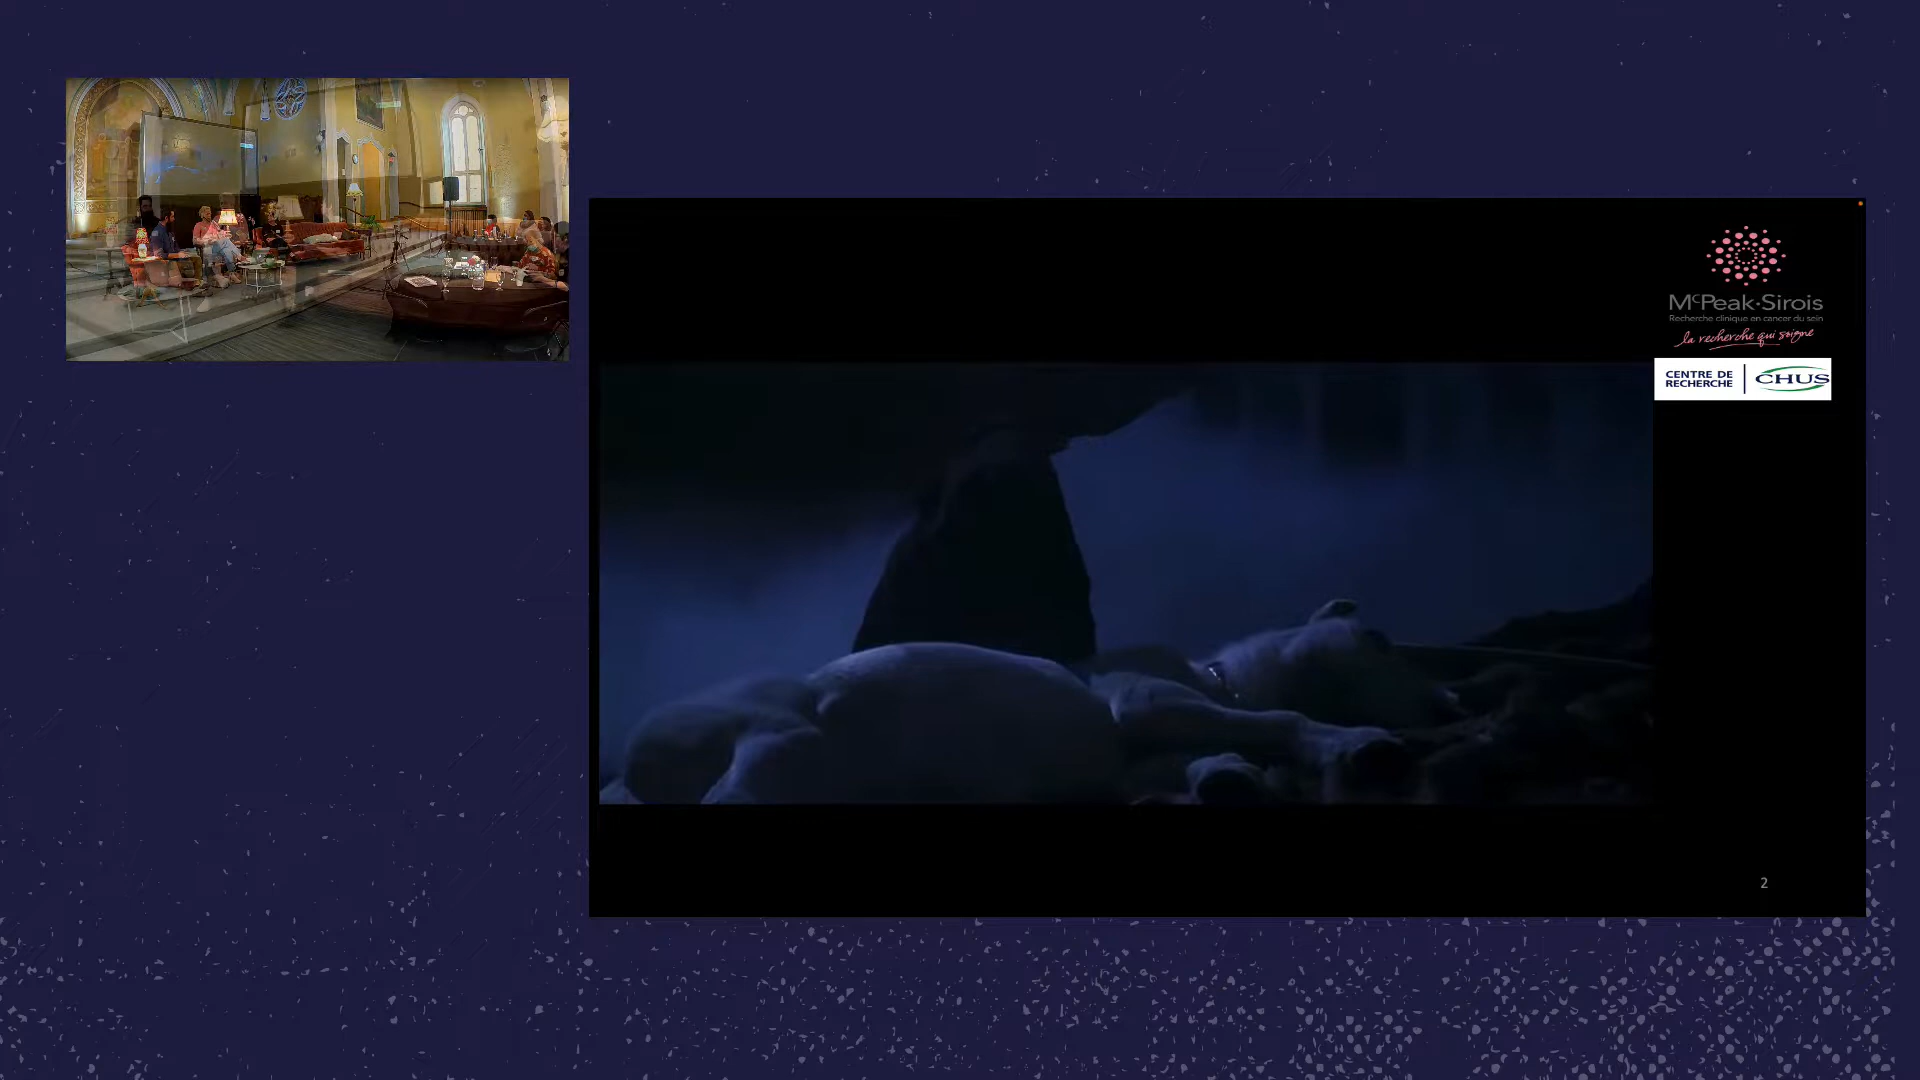 McPeak·Sirois
Recherche clinique en cancer du sein
la recherche qui soigne
CENTRE DE
RECHERCHE
CHUS
2